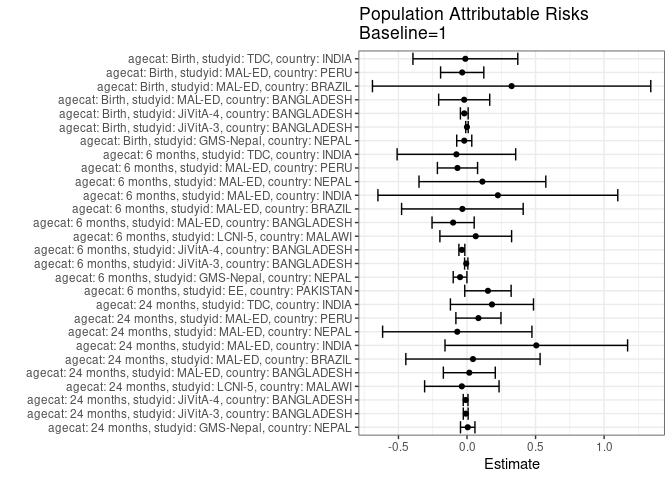 Population Attributable Risks
Baseline=1
agecat: Birth, studyid: TDC, country: INDIA
agecat: Birth, studyid: MAL-ED, country: PERU
agecat: Birth, studyid: MAL-ED, country: BRAZIL
agecat: Birth, studyid: MAL-ED, country: BANGLADESH
agecat: Birth, studyid: JiVitA-4, country: BANGLADESH
agecat: Birth, studyid: JiVitA-3, country: BANGLADESH
agecat: Birth, studyid: GMS-Nepal, country: NEPAL
agecat: 6 months, studyid: TDC, country: INDIA
agecat: 6 months, studyid: MAL-ED, country: PERU
agecat: 6 months, studyid: MAL-ED, country: NEPAL
agecat: 6 months, studyid: MAL-ED, country: INDIA
agecat: 6 months, studyid: MAL-ED, country: BRAZIL
agecat: 6 months, studyid: MAL-ED, country: BANGLADESH
agecat: 6 months, studyid: LCNI-5, country: MALAWI
agecat: 6 months, studyid: JiVitA-4, country: BANGLADESH
agecat: 6 months, studyid: JiVitA-3, country: BANGLADESH
agecat: 6 months, studyid: GMS-Nepal, country: NEPAL
agecat: 6 months, studyid: EE, country: PAKISTAN
agecat: 24 months, studyid: TDC, country: INDIA
agecat: 24 months, studyid: MAL-ED, country: PERU
agecat: 24 months, studyid: MAL-ED, country: NEPAL
agecat: 24 months, studyid: MAL-ED, country: INDIA
agecat: 24 months, studyid: MAL-ED, country: BRAZIL
agecat: 24 months, studyid: MAL-ED, country: BANGLADESH
agecat: 24 months, studyid: LCNI-5, country: MALAWI
agecat: 24 months, studyid: JiVitA-4, country: BANGLADESH
agecat: 24 months, studyid: JiVitA-3, country: BANGLADESH
agecat: 24 months, studyid: GMS-Nepal, country: NEPAL
-0.5 0.0 0.5 1.0
Estimate